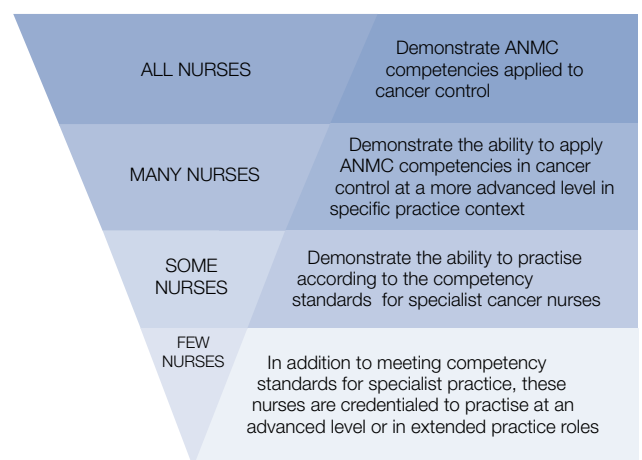 ALL NURSES
Demonstrate ANMC
competencies applied to
cancer control
MANY NURSES
Demonstrate the ability to apply
ANMC competencies in cancer
control at a more advanced level in
specific practice context
SOME
NURSES
Demonstrate the ability to practise
according to the competency
standards for specialist cancer nurses
FEW
NURSES
In addition to meeting competency
standards for specialist practice, these
nurses are credentialed to practise at an
advanced level or in extended practice roles